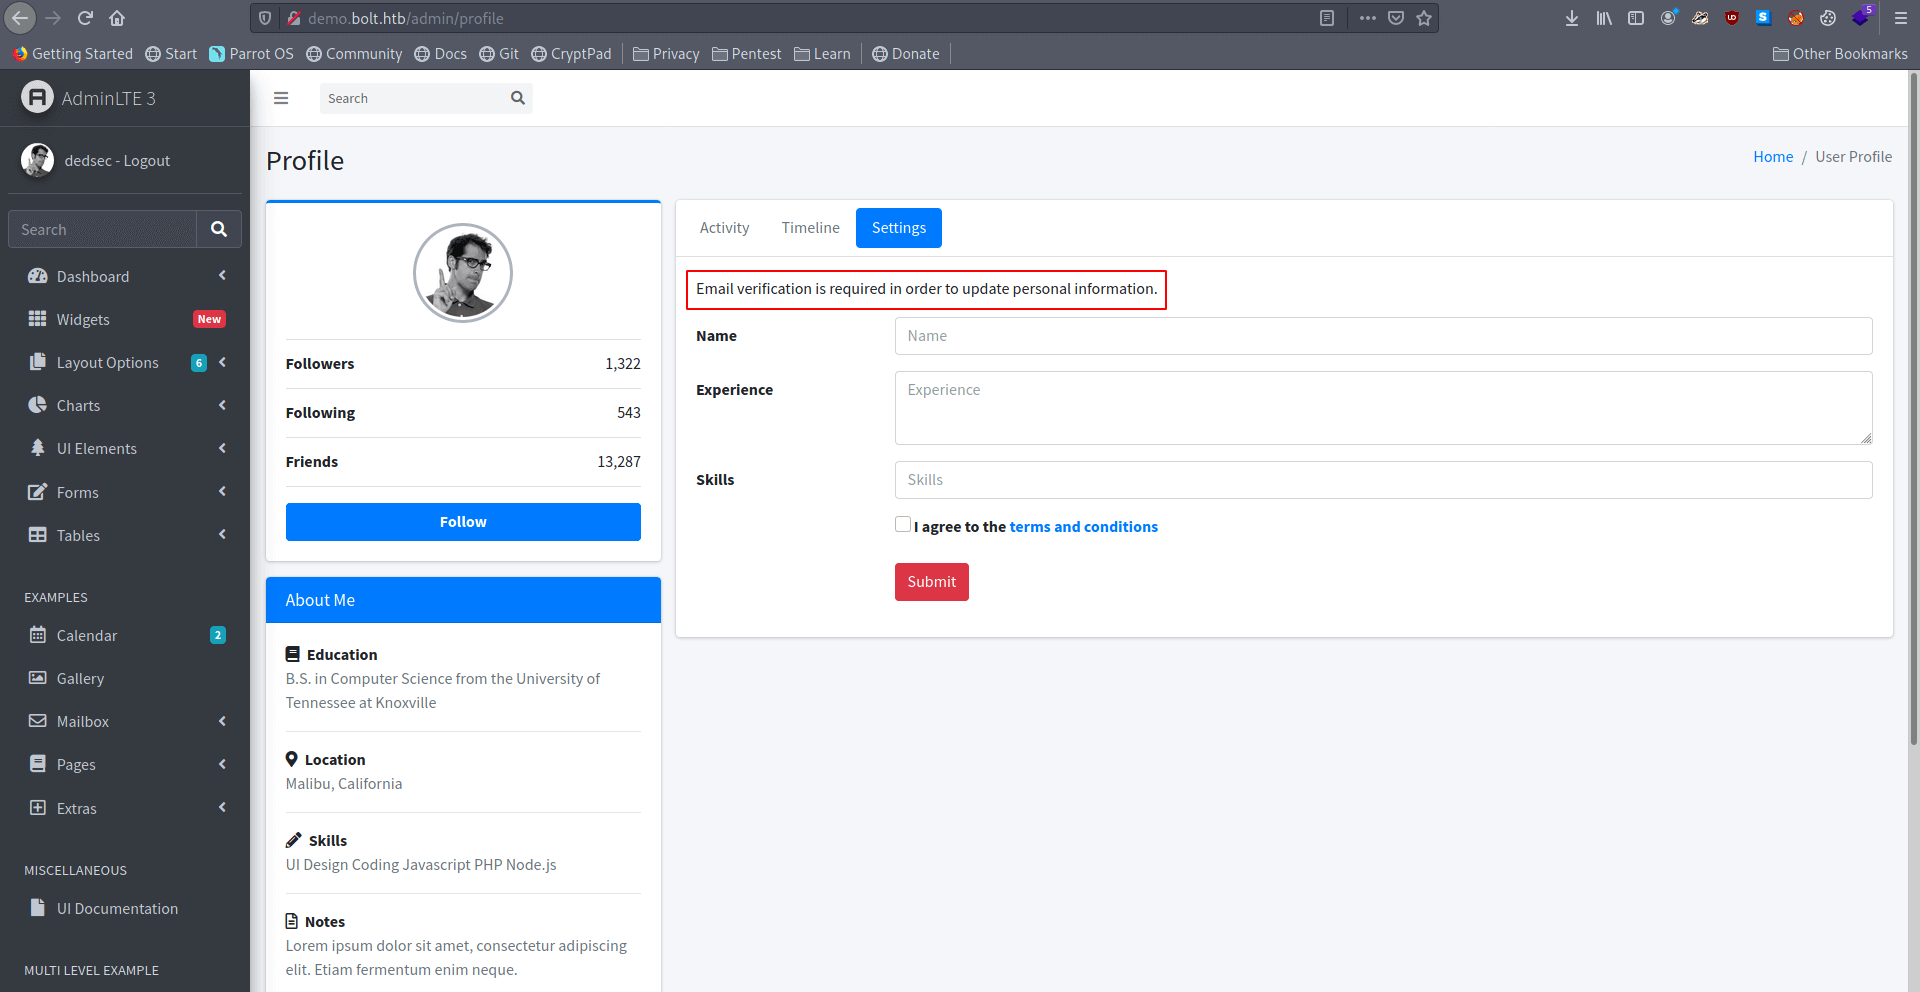 demo.bolt.htb/admin/profile
5
Getting Started Start Parrot OS Community Docs Git CryptPad Privacy Pentest Learn Donate Other Bookmarks
AdminLTE 3
Search
dedsec - Logout
Profile
Home / User Profile
Search
Dashboard
Widgets New
Layout Options 6
Charts
UI Elements
Forms
Tables
EXAMPLES
Calendar 2
Gallery
Mailbox
Pages
Extras
MISCELLANEOUS
UI Documentation
MULTI LEVEL EXAMPLE
Followers 1,322
Following 543
Friends 13,287
Follow
About Me
Education
B.S. in Computer Science from the University of
Tennessee at Knoxville
Location
Malibu, California
Skills
UI Design Coding Javascript PHP Node.js
Notes
Lorem ipsum dolor sit amet, consectetur adipiscing
elit. Etiam fermentum enim neque.
Activity Timeline Settings
Email verification is required in order to update personal information.
Name Name
Experience Experience
Skills Skills
I agree to the terms and conditions
Submit